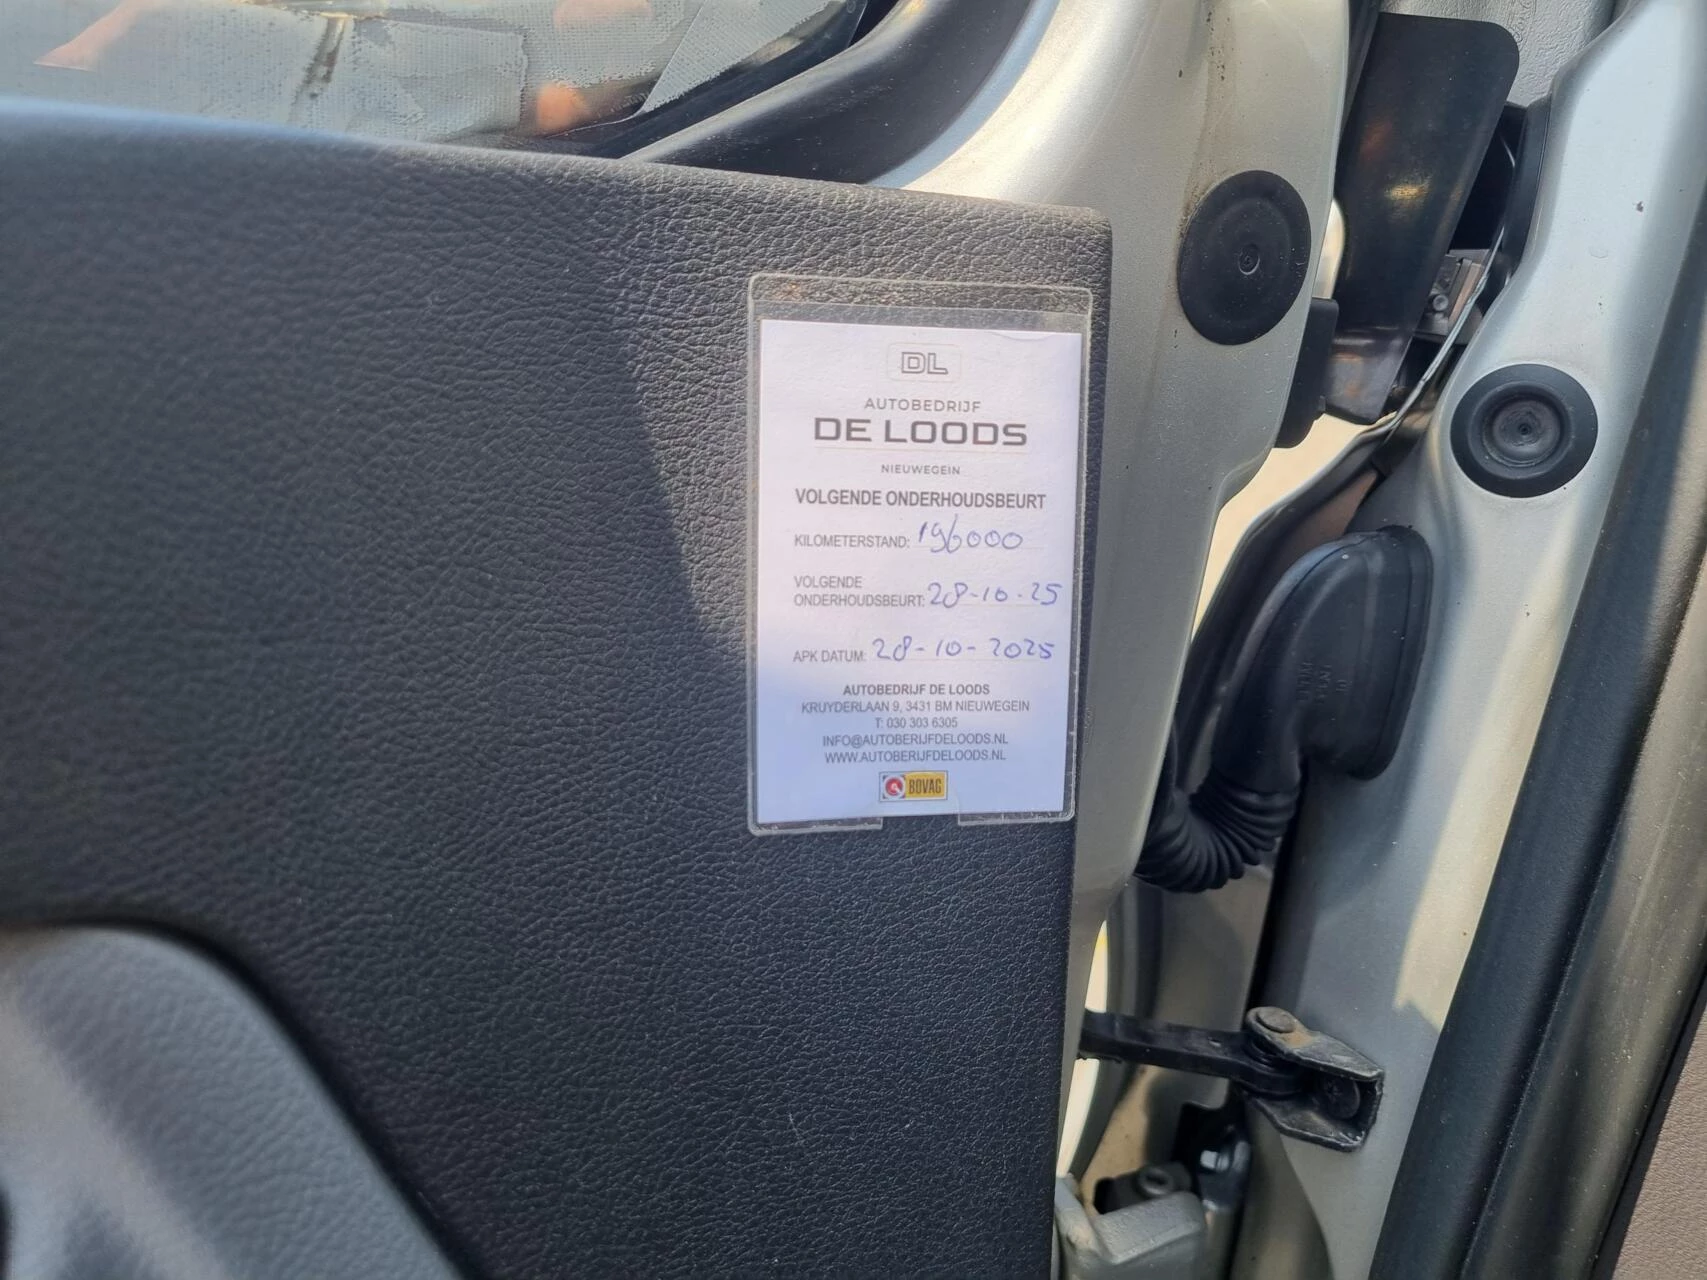 DL
AUTOBEDRIJF
DE LOODS
NIEUWEGEIN
VOLGENDE ONDERHOUDSBEURT
KILOMETERSTAND: 196000
VOLGENDE
ONDERHOUDSBEURT: 28-10-25
APK DATUM: 28-10-2025
AUTOBEDRIJF DE LOODS
KRUYDERLAAN 9, 3431 BM NIEUWEGEIN
T: 030 303 6305
INFO@AUTOBERIJFDELOODS.NL
WWW.AUTOBERIJFDELOODS.NL
BOVAG